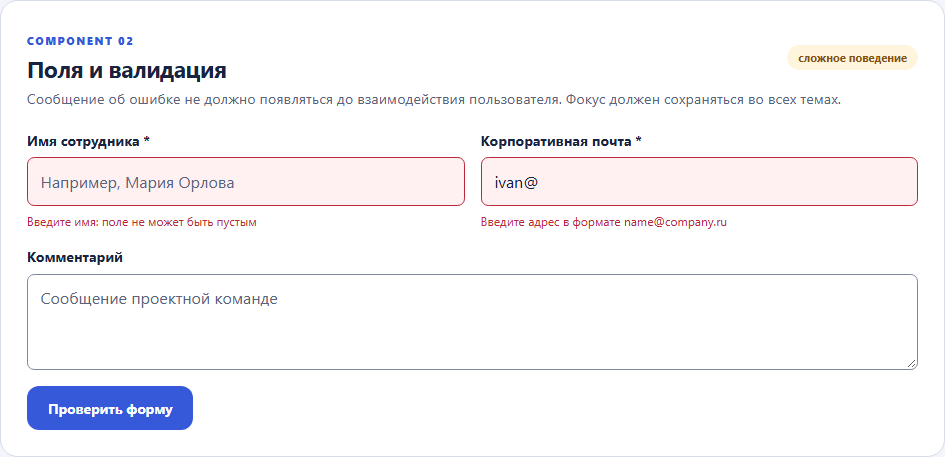 COMPONENT 02
Поля и валидация
сложное поведение
Сообщение об ошибке не должно появляться до взаимодействия пользователя. Фокус должен сохраняться во всех темах.
Имя сотрудника *
Корпоративная почта *
Например, Мария Орлова
ivan@
Введите имя: поле не может быть пустым
Введите адрес в формате name@company.ru
Комментарий
Сообщение проектной команде
Проверить форму